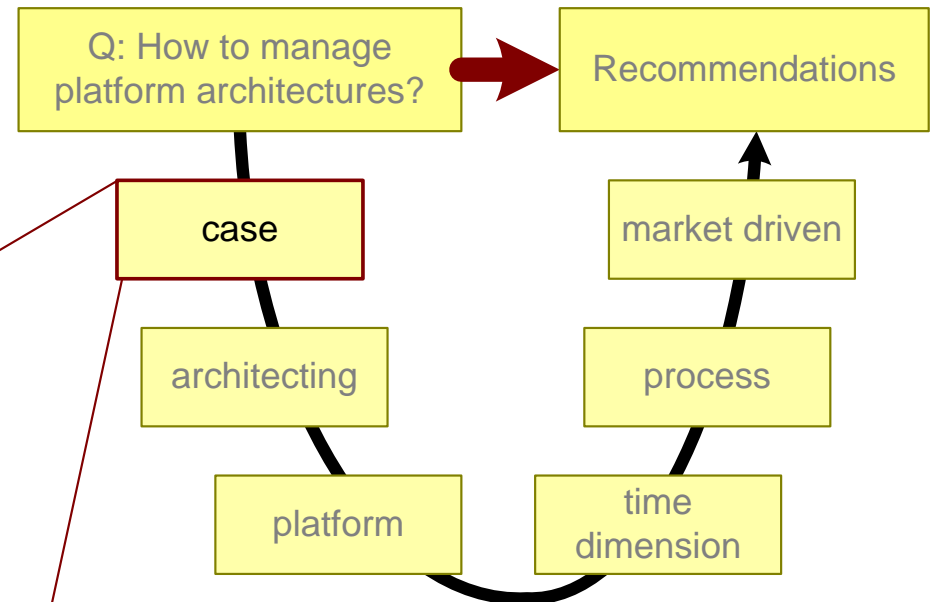 Q: How to manage
platform architectures?
Recommendations
case
market driven
architecting
process
platform
time
dimension